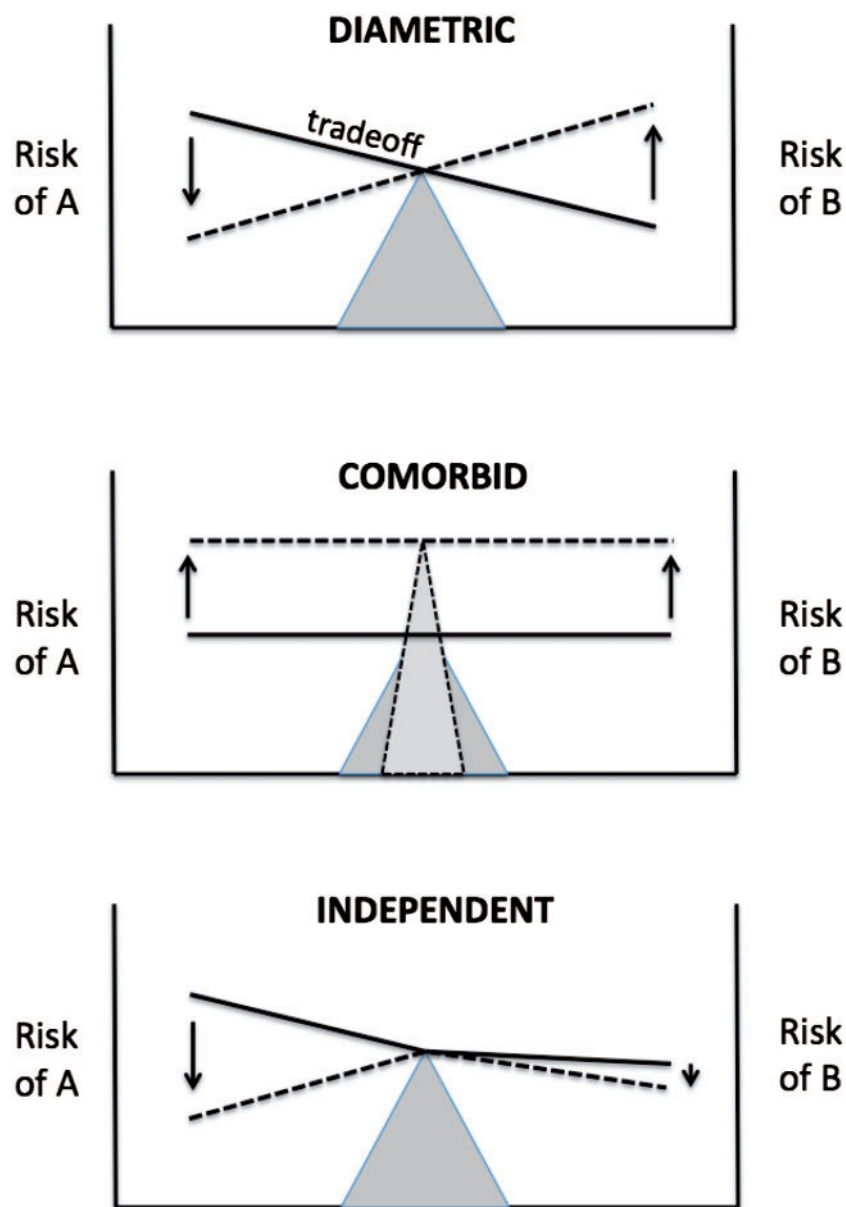 DIAMETRIC
tradeoff
Risk
of A
Risk
of B
COMORBID
Risk
of A
Risk
of B
INDEPENDENT
Risk
of A
Risk
of B